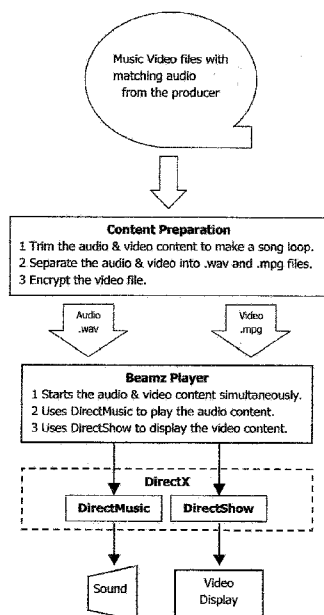 Music Video files with
matching audio
from the producer
Content Preparation
1 Trim the audio & video content to make a song loop.
2 Separate the audio & video into .wav and .mpg files.
3 Encrypt the video file.
Audio
.wav
Video
.mpg
Beamz Player
1 Starts the audio & video content simultaneously.
2 Uses DirectMusic to play the audio content.
3 Uses DirectShow to display the video content.
DirectX
DirectMusic
DirectShow
Sound
Video
Display